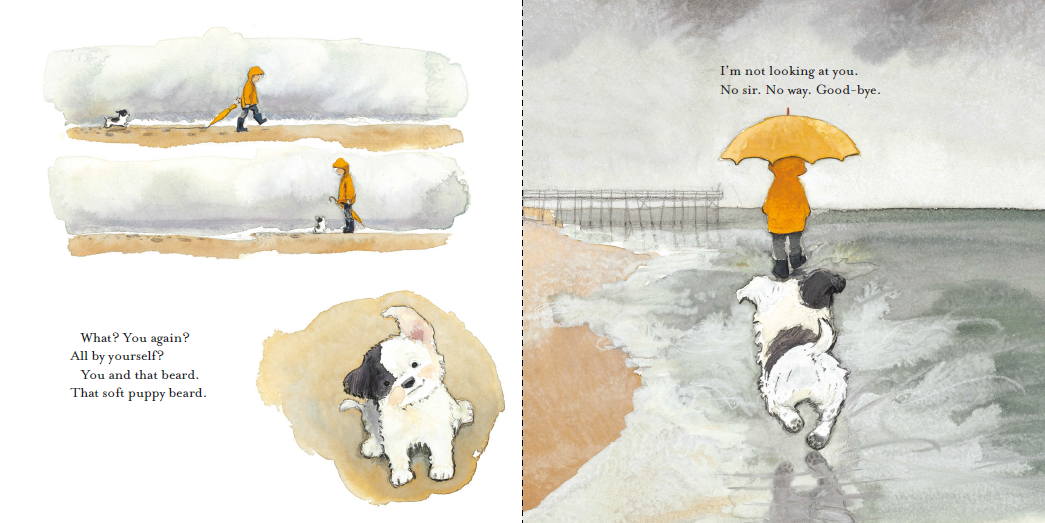 What? You again?
All by yourself?
You and that beard.
That soft puppy beard.
I'm not looking at you.
No sir. No way. Good-bye.